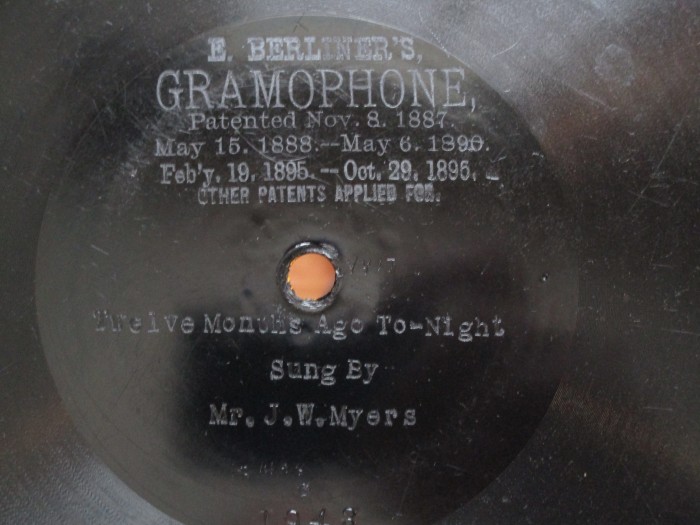 E. BERLINER'S,
GRAMOPHONE,
Patented Nov. 8. 1887.
May 15. 1888.--May 6. 1890.
Feb'y. 19. 1895.--Oct. 29. 1895.
OTHER PATENTS APPLIED FOR.
Twelve Months Ago To-Night
Sung By
Mr. J.W.Myers